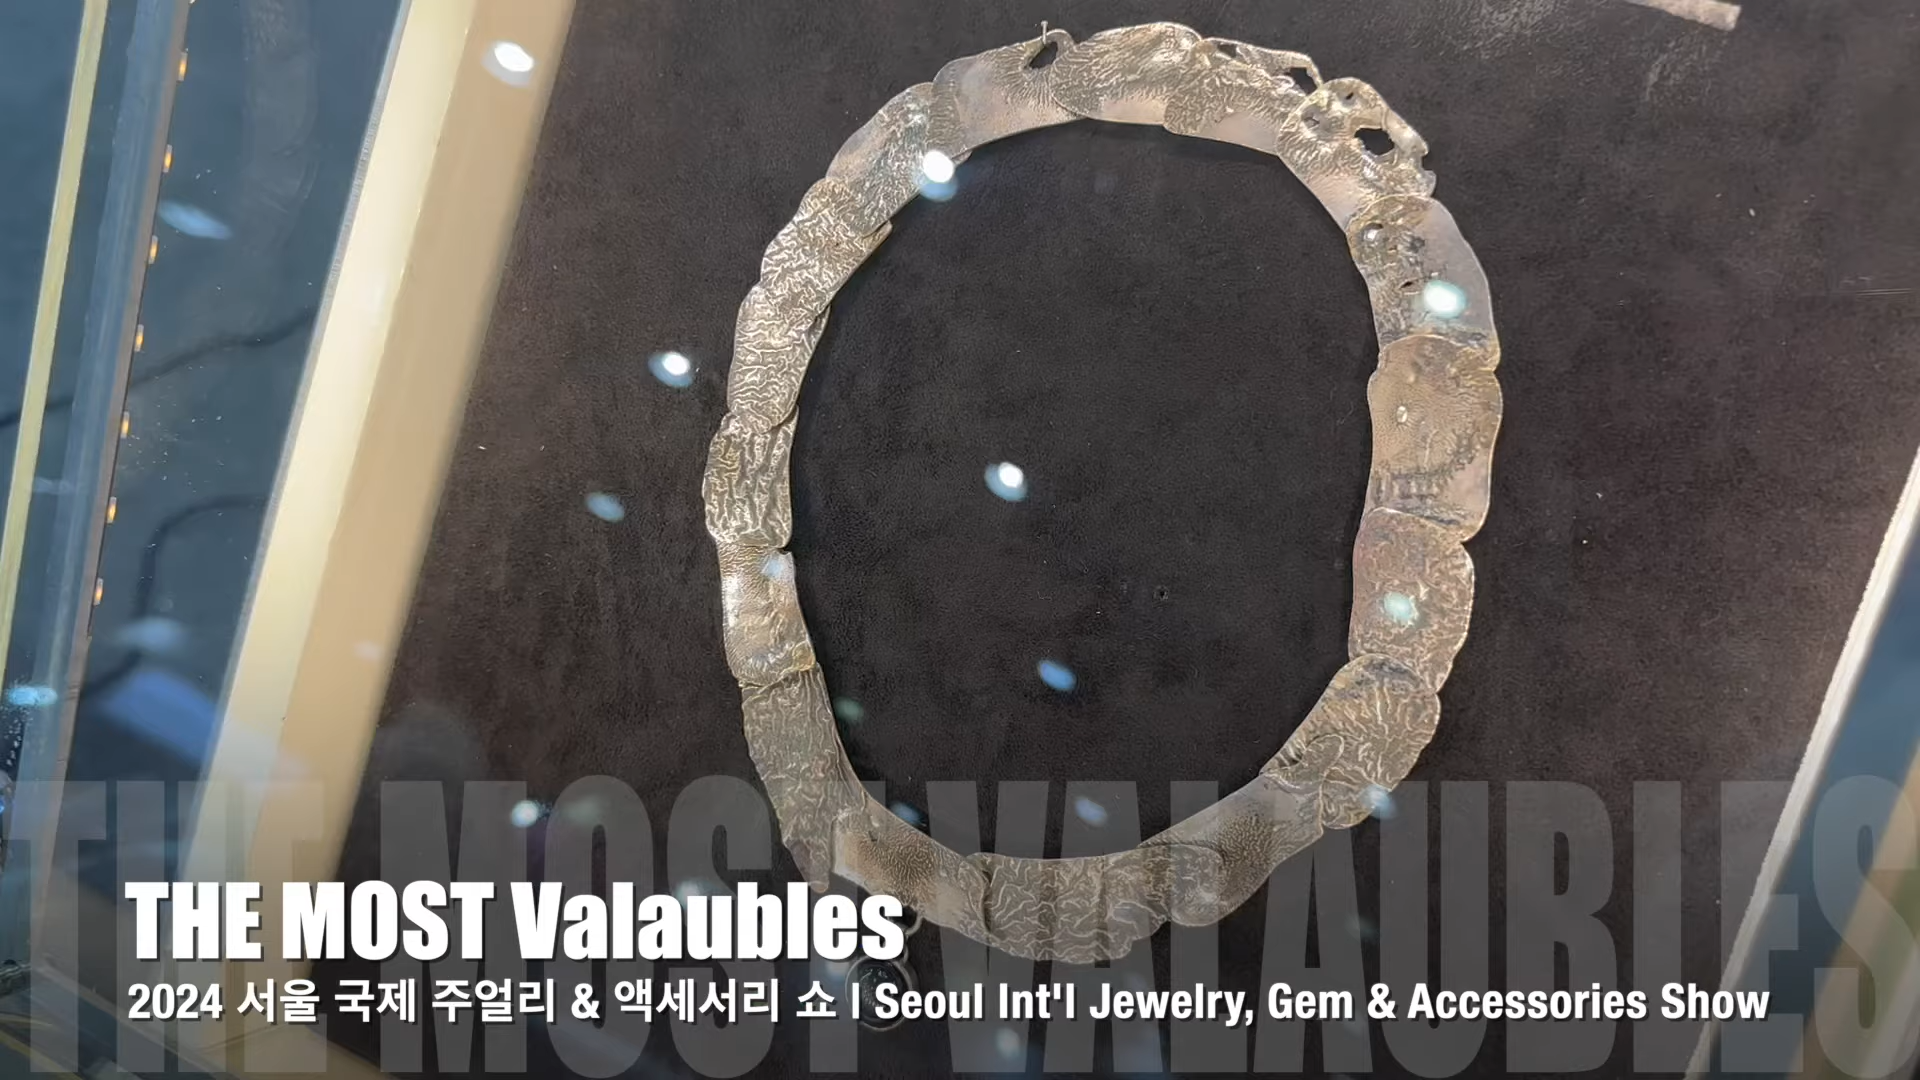 THE MOST VALAUBLES
THE MOST Valaubles
2024 서울 국제 주얼리 & 액세서리 쇼 l Seoul Int'l Jewelry, Gem & Accessories Show